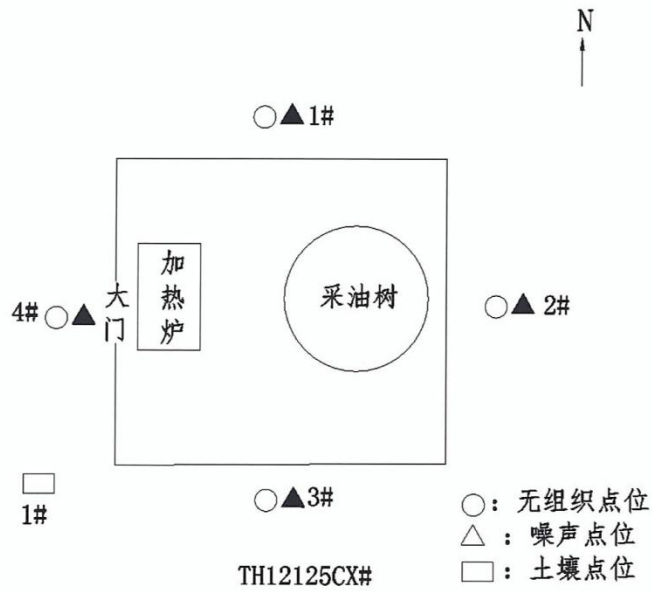 N
1#
大门
加热炉
采油树
4#
2#
1#
3#
○：无组织点位
△：噪声点位
□：土壤点位
TH12125CX#